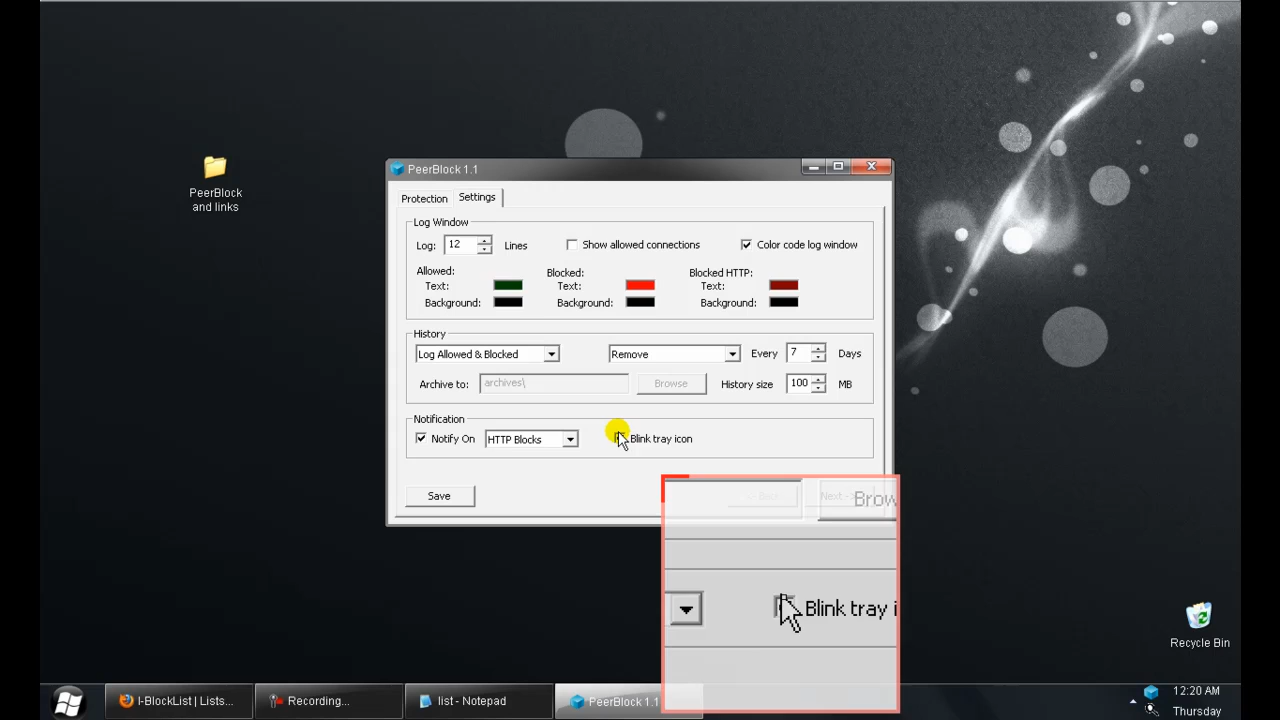 PeerBlock
and links
PeerBlock 1.1
Protection
Settings
Log Window
Log: 12 Lines
Show allowed connections
Color code log window
Allowed:
Text:
Background:
Blocked:
Text:
Background:
Blocked HTTP:
Text:
Background:
History
Log Allowed & Blocked
Remove
Every 7 Days
Archive to: archives\
Browse
History size 100 MB
Notification
Notify On
HTTP Blocks
Blink tray icon
Save
Next
Brow
Blink tray i
Recycle Bin
I-BlockList | Lists...
Recording...
list - Notepad
PeerBlock 1.1
12:20 AM
Thursday